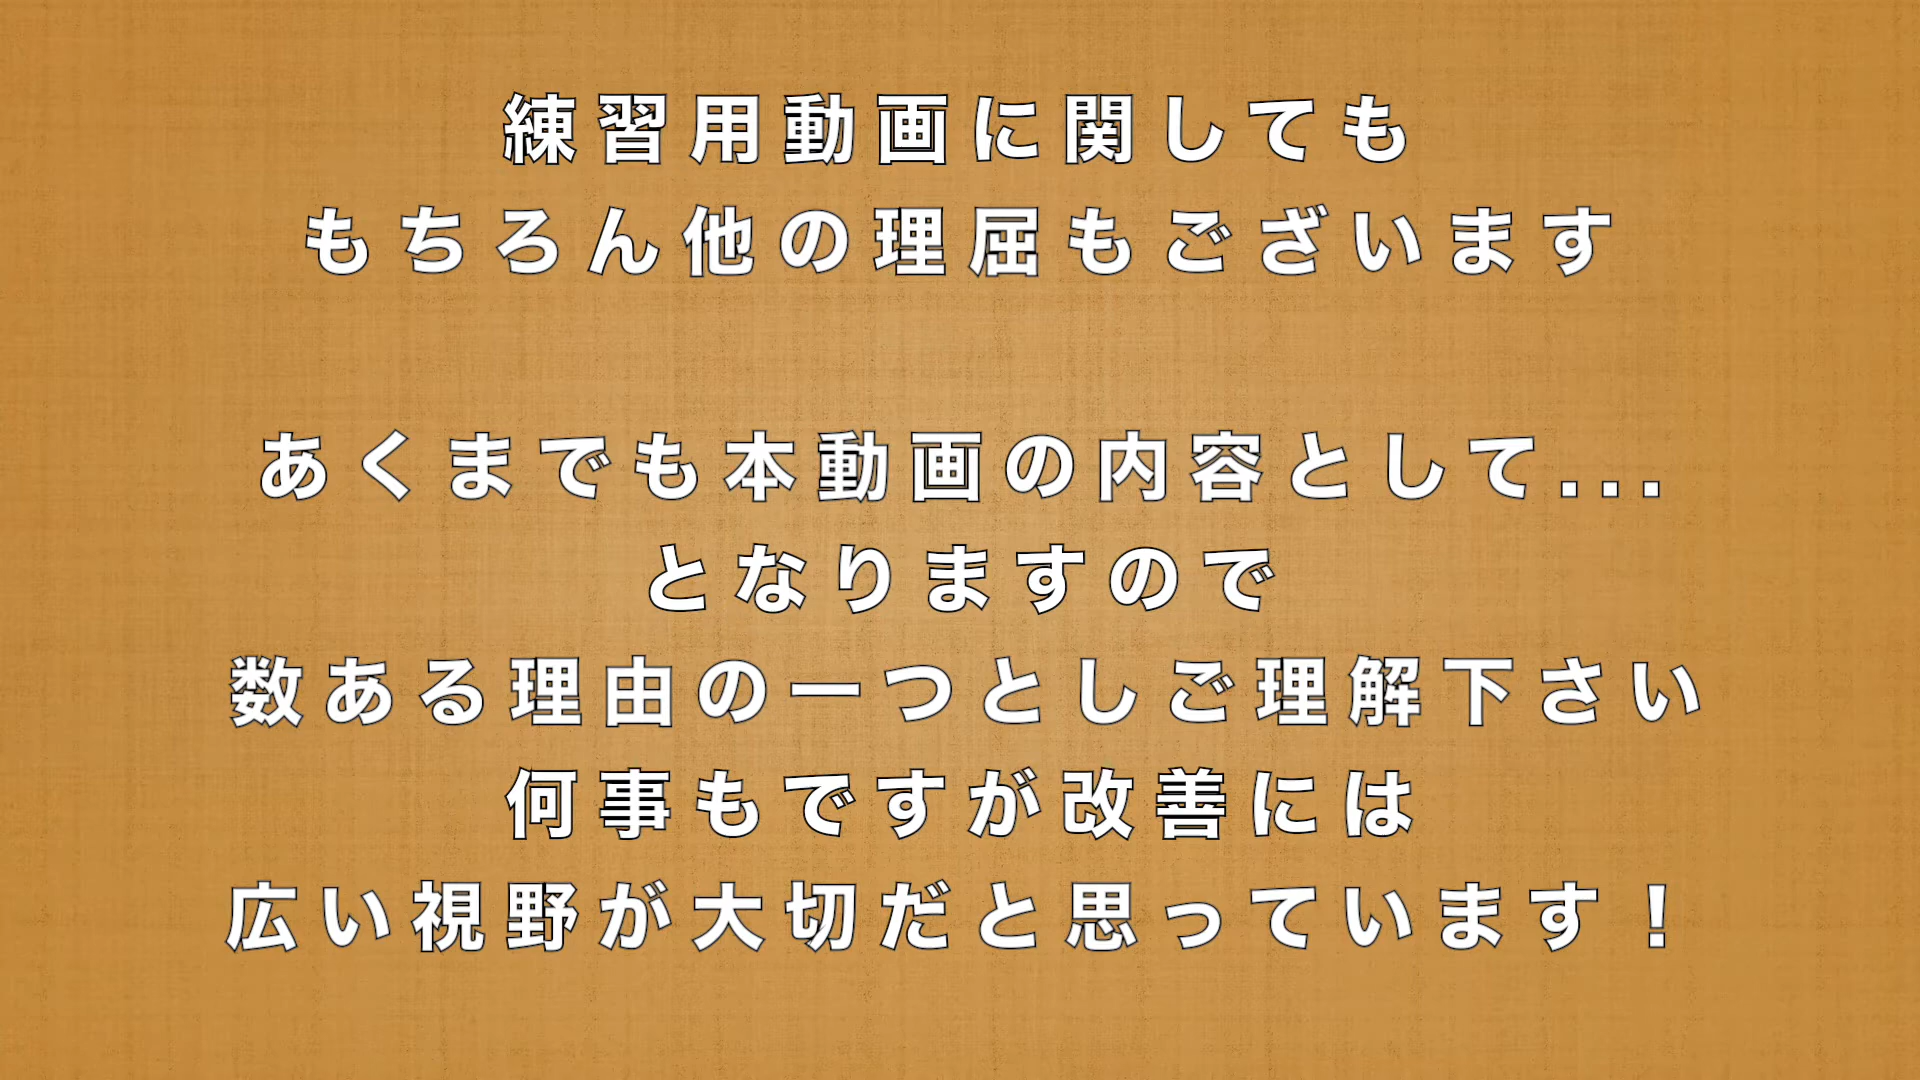 練習用動画に関しても
もちろん他の理屈もございます
あくまでも本動画の内容として...
となりますので
数ある理由の一つとしご理解下さい
何事もですが改善には
広い視野が大切だと思っています！